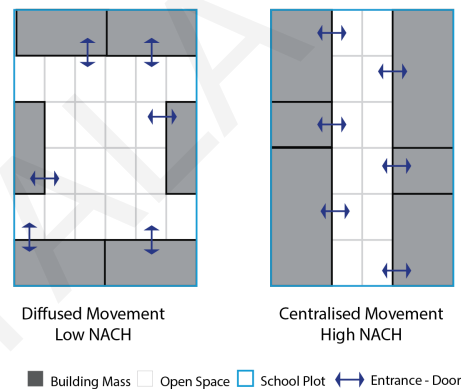 Diffused Movement
Low NACH
Centralised Movement
High NACH
Building Mass
Open Space
School Plot
Entrance - Door